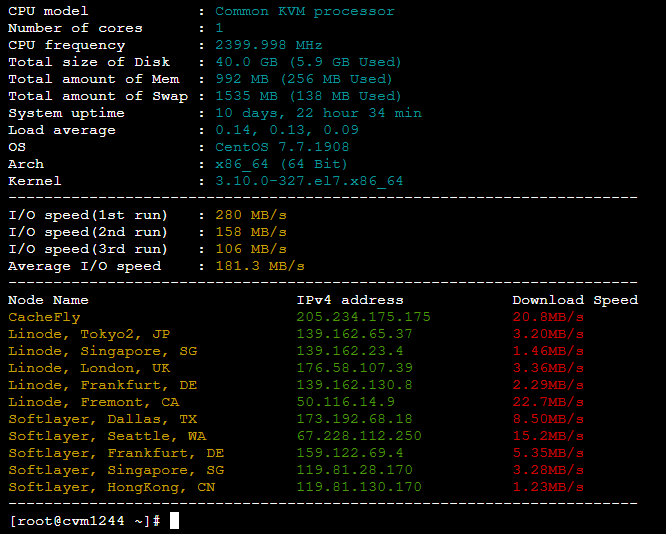 CPU model : Common KVM processor
Number of cores : 1
CPU frequency : 2399.998 MHz
Total size of Disk : 40.0 GB (5.9 GB Used)
Total amount of Mem : 992 MB (256 MB Used)
Total amount of Swap : 1535 MB (138 MB Used)
System uptime : 10 days, 22 hour 34 min
Load average : 0.14, 0.13, 0.09
OS : CentOS 7.7.1908
Arch : x86_64 (64 Bit)
Kernel : 3.10.0-327.el7.x86_64
----------------------------------------------------------------------
I/O speed(1st run) : 280 MB/s
I/O speed(2nd run) : 158 MB/s
I/O speed(3rd run) : 106 MB/s
Average I/O speed : 181.3 MB/s
----------------------------------------------------------------------
Node Name IPv4 address Download Speed
CacheFly 205.234.175.175 20.8MB/s
Linode, Tokyo2, JP 139.162.65.37 3.20MB/s
Linode, Singapore, SG 139.162.23.4 1.46MB/s
Linode, London, UK 176.58.107.39 3.36MB/s
Linode, Frankfurt, DE 139.162.130.8 2.29MB/s
Linode, Fremont, CA 50.116.14.9 22.7MB/s
Softlayer, Dallas, TX 173.192.68.18 8.50MB/s
Softlayer, Seattle, WA 67.228.112.250 15.2MB/s
Softlayer, Frankfurt, DE 159.122.69.4 5.35MB/s
Softlayer, Singapore, SG 119.81.28.170 3.28MB/s
Softlayer, HongKong, CN 119.81.130.170 1.23MB/s
----------------------------------------------------------------------
[root@cvm1244 ~]#